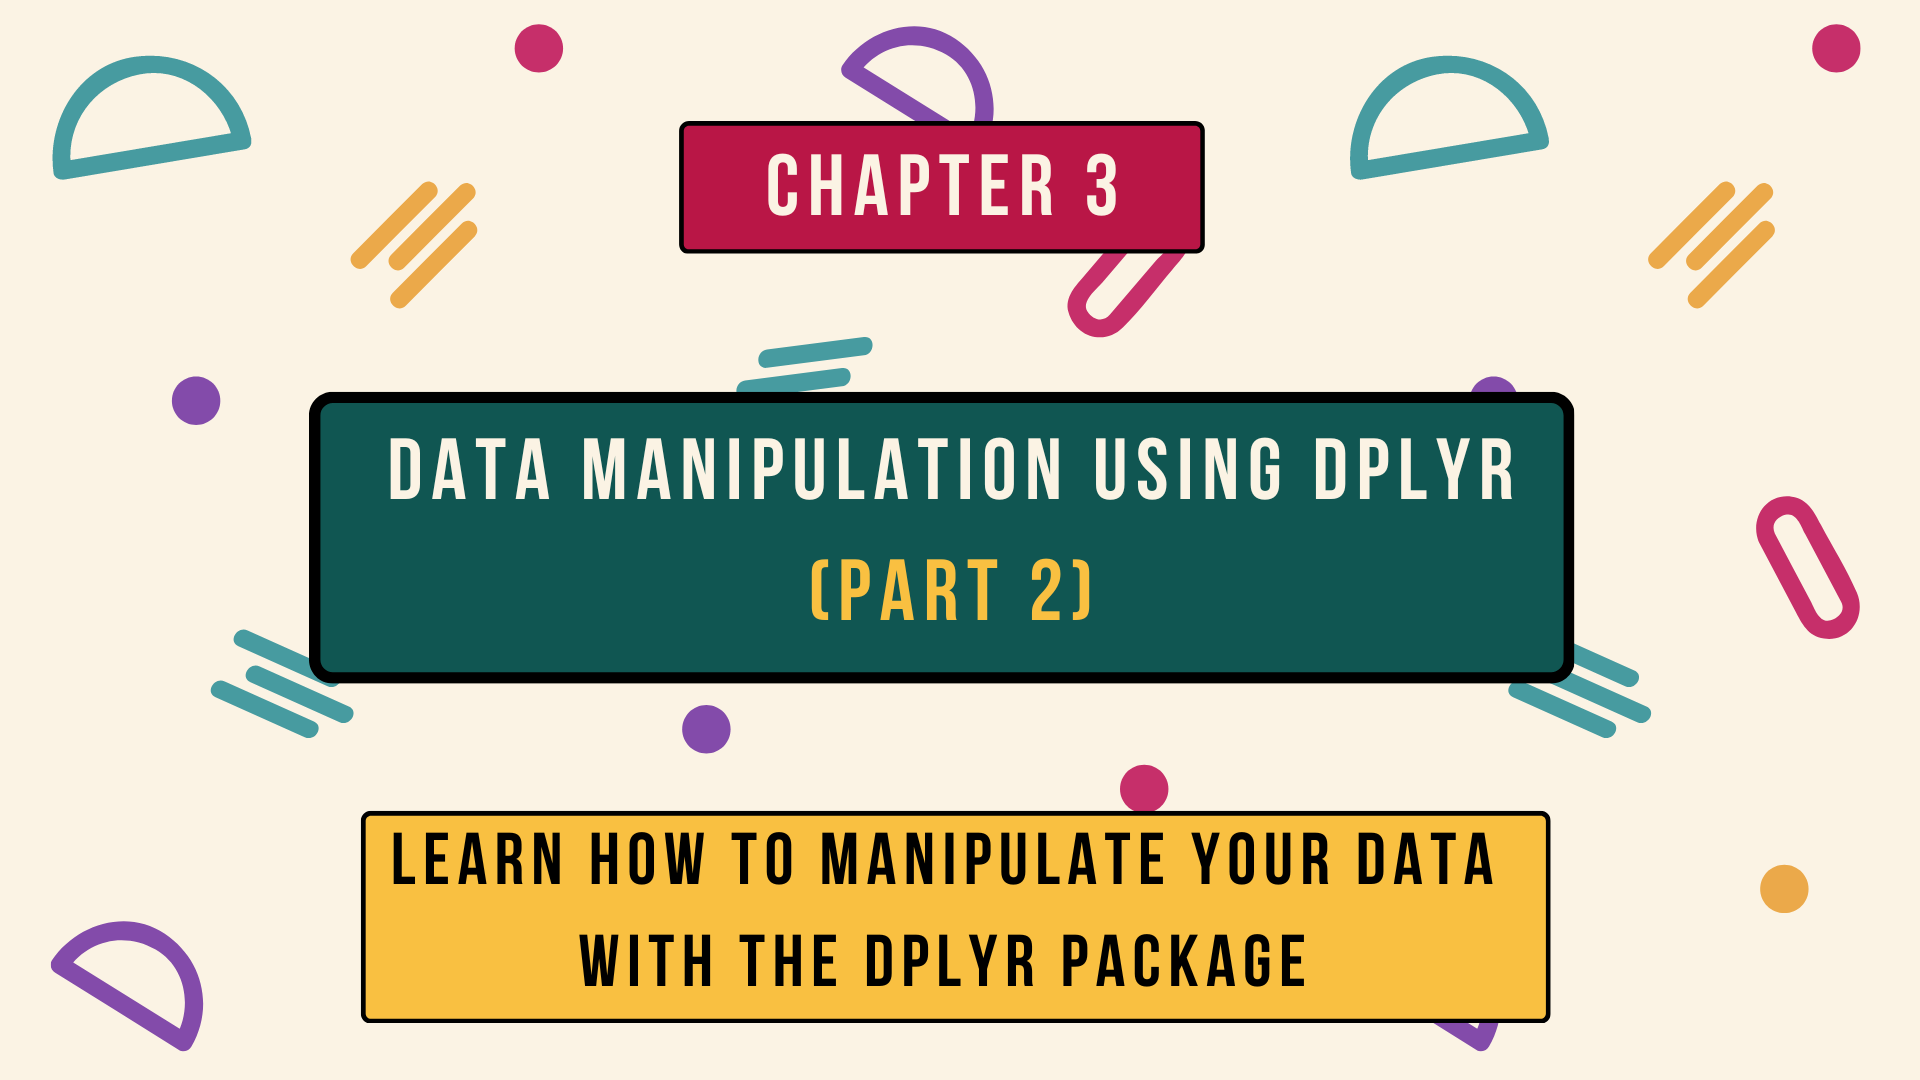 CHAPTER 3
DATA MANIPULATION USING DPLYR
(PART 2)
LEARN HOW TO MANIPULATE YOUR DATA
WITH THE DPLYR PACKAGE